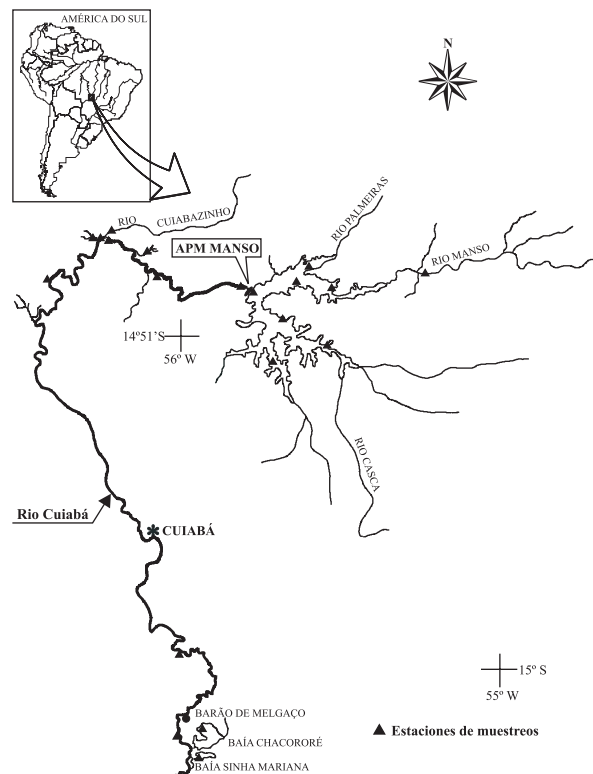 AMÉRICA DO SUL
N
RIO CUIABAZINHO
RIO PALMEIRAS
APM MANSO
RIO MANSO
14º51’S
56º W
RIO CASCA
Rio Cuiabá
CUIABÁ
15º S
55º W
BARÃO DE MELGAÇO
Estaciones de muestreos
BAÍA CHACORORÉ
BAÍA SINHA MARIANA